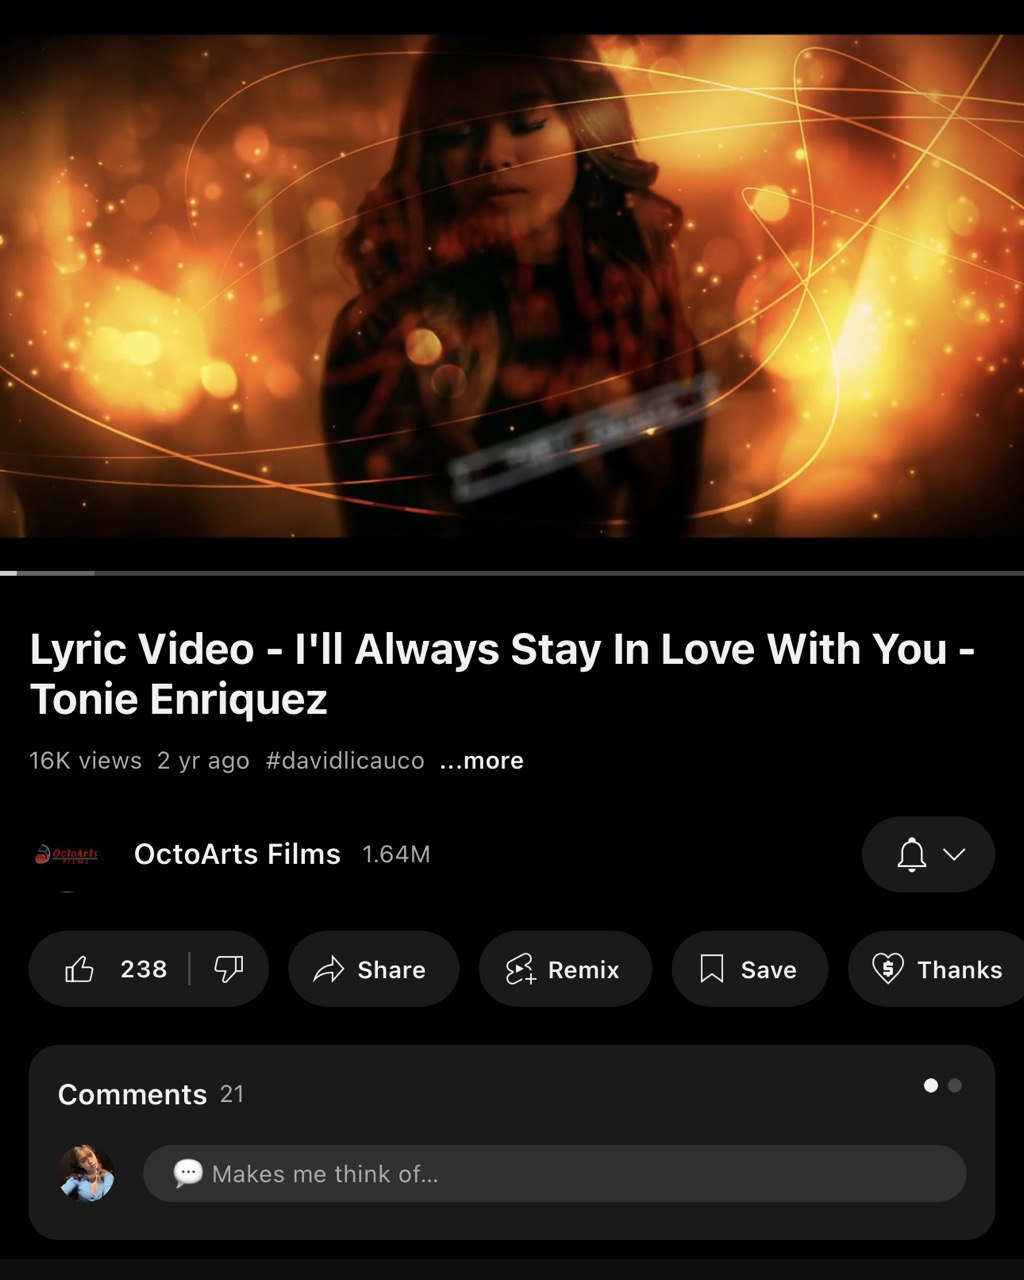 Lyric Video - I'll Always Stay In Love With You -
Tonie Enriquez
16K views 2 yr ago #davidlicauco ...more
OctoArts
FILMS
OctoArts Films 1.64M
238
Share
Remix
Save
Thanks
Comments 21
Makes me think of...